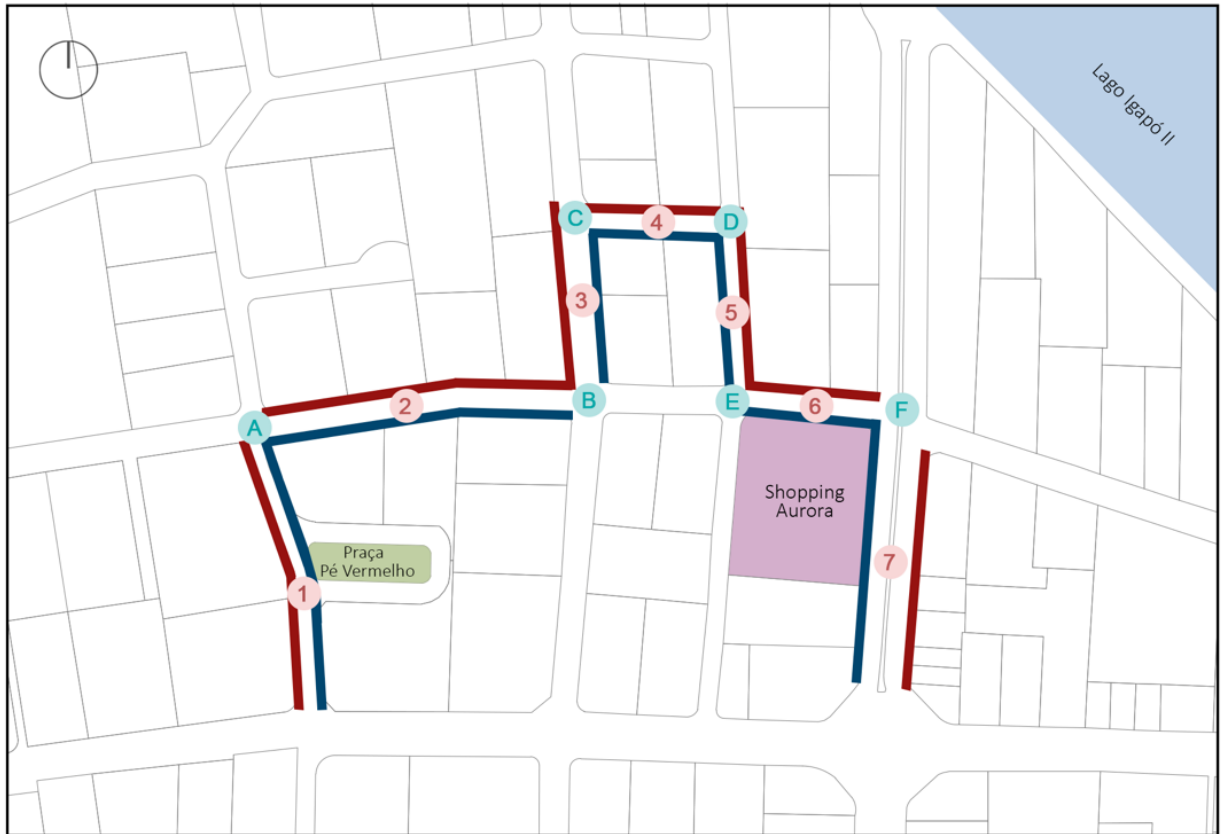 Lago Igapó II
C
4
D
3
5
2
B
E
6
F
A
Shopping
Aurora
Praça
Pé Vermelho
7
1